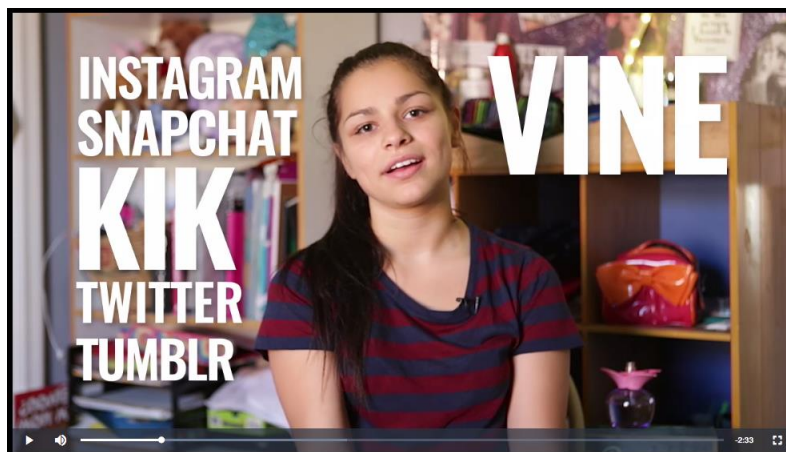 INSTAGRAM
SNAPCHAT
KIK
TWITTER
TUMBLR
VINE
-2:33